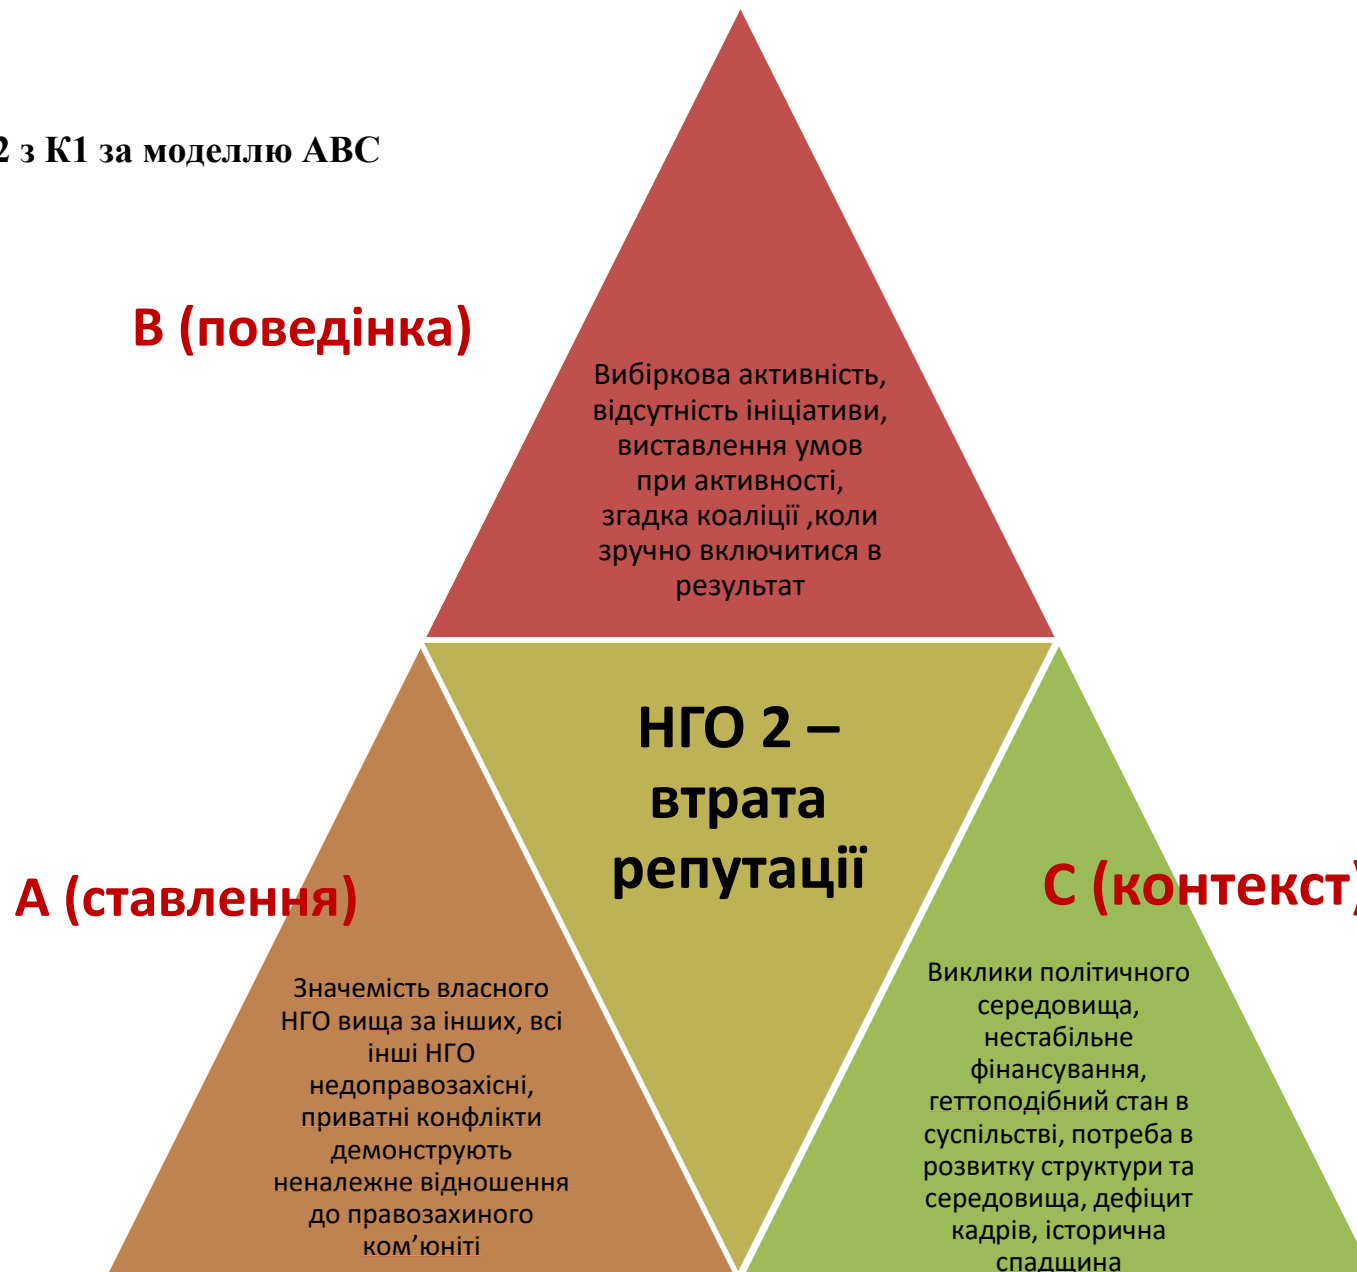 2 з К1 за моделлю АВС
В (поведінка)
Вибіркова активність,
відсутність ініціативи,
виставлення умов
при активності,
згадка коаліції ,коли
зручно включитися в
результат
НГО 2 –
втрата
репутації
А (ставлення)
Значемість власного
НГО вища за інших, всі
інші НГО
недоправозахісні,
приватні конфлікти
демонструють
неналежне відношення
до правозахиного
ком’юніті
С (контекст)
Виклики політичного
середовища,
нестабільне
фінансування,
геттоподібний стан в
суспільстві, потреба в
розвитку структури та
середовища, дефіцит
кадрів, історична
спадщина